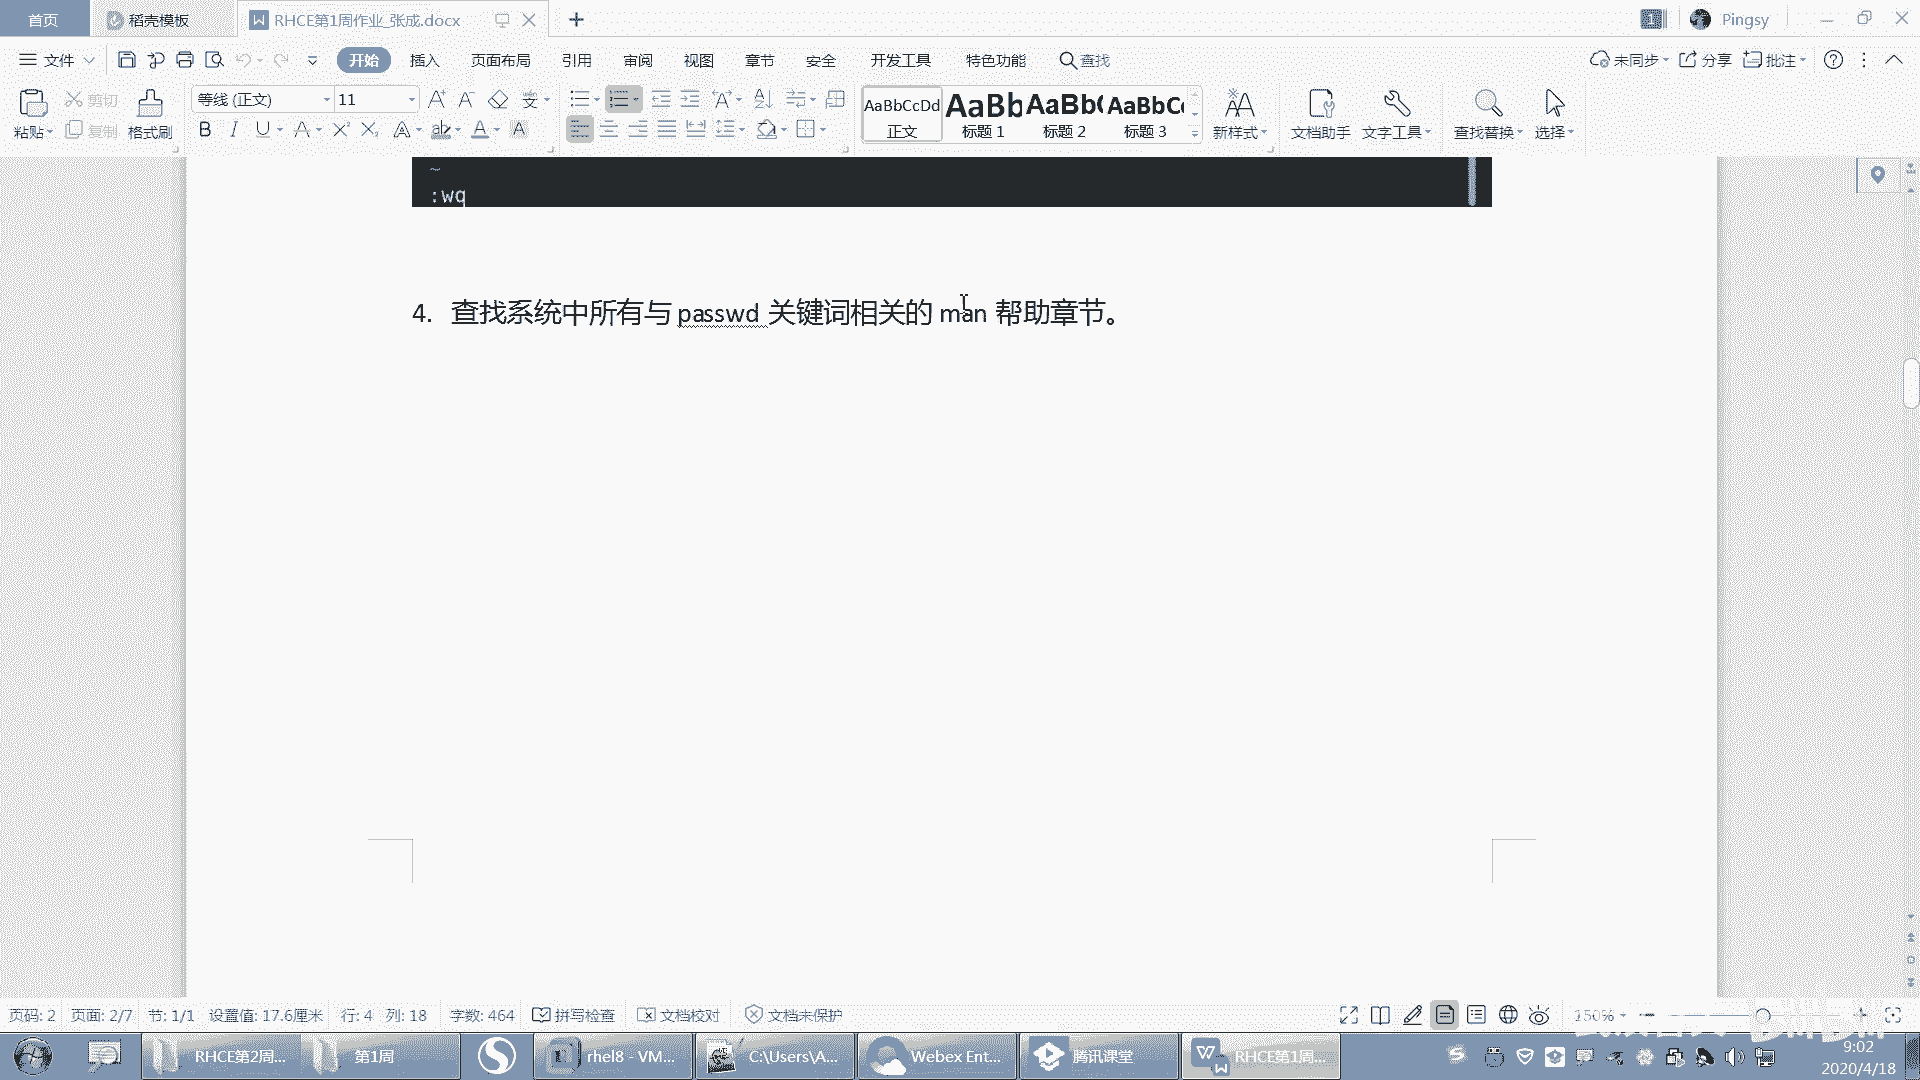 首页 稻壳模板 RHCE第1周作业_张成.docx Pingsy
文件 开始 插入 页面布局 引用 审阅 视图 章节 安全 开发工具 特色功能 查找 未同步 分享 批注
粘贴 剪切 复制 格式刷 等线 (正文) 11
AaBbCcDd AaBb AaBb( AaBbC
正文 标题 1 标题 2 标题 3 新样式 文档助手 文字工具 查找替换 选择
~
:wq
4. 查找系统中所有与 passwd 关键词相关的 man 帮助章节。
页码: 2 页面: 2/7 节: 1/1 设置值: 17.6厘米 行: 4 列: 18 字数: 464 拼写检查 文档校对 文档未保护 150%
RHCE第2周... 第1周 rhel8 - VM... C:\Users\A... Webex Ent... 腾讯课堂 RHCE第1周...
9:02
2020/4/18